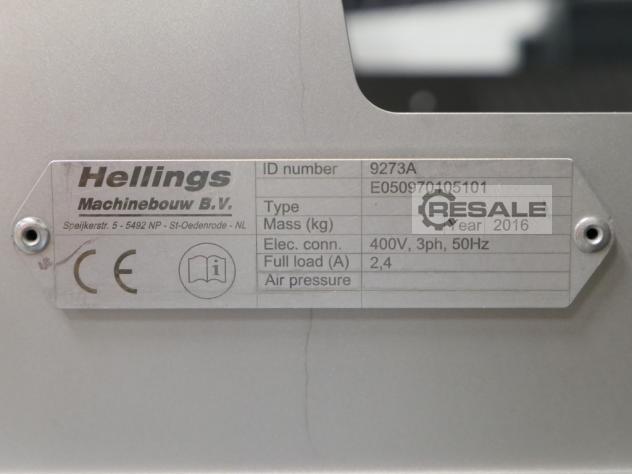 Hellings
Machinebouw B.V.
Speijkerstr. 5 - 5492 NP - St-Oedenrode - NL
CE
ID number 9273A
E050970105101
Type
Mass (kg) Year 2016
Elec. conn. 400V, 3ph, 50Hz
Full load (A) 2,4
Air pressure
RESALE